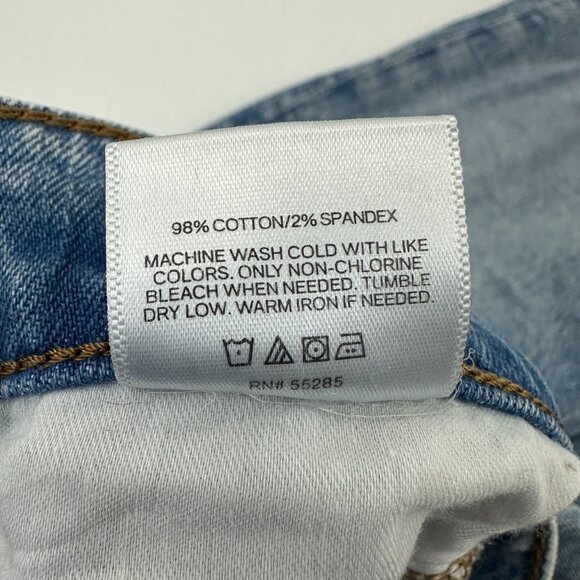 98% COTTON/2% SPANDEX
MACHINE WASH COLD WITH LIKE
COLORS. ONLY NON-CHLORINE
BLEACH WHEN NEEDED. TUMBLE
DRY LOW. WARM IRON IF NEEDED.
RN# 55285